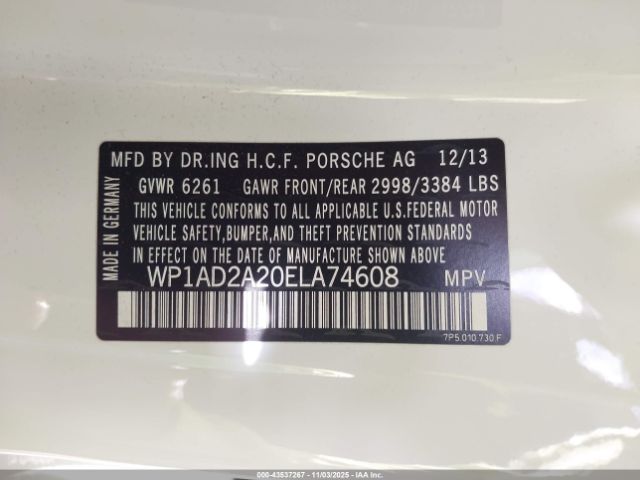 MFD BY DR.ING H.C.F. PORSCHE AG 12/13
GVWR 6261 GAWR FRONT/REAR 2998/3384 LBS
THIS VEHICLE CONFORMS TO ALL APPLICABLE U.S.FEDERAL MOTOR
VEHICLE SAFETY,BUMPER,AND THEFT PREVENTION STANDARDS
IN EFFECT ON THE DATE OF MANUFACTURE SHOWN ABOVE.
WP1AD2A20ELA74608 MPV
7P5.010.730.F
MADE IN GERMANY
000-43537267 - 11/03/2025 - IAAI.COM